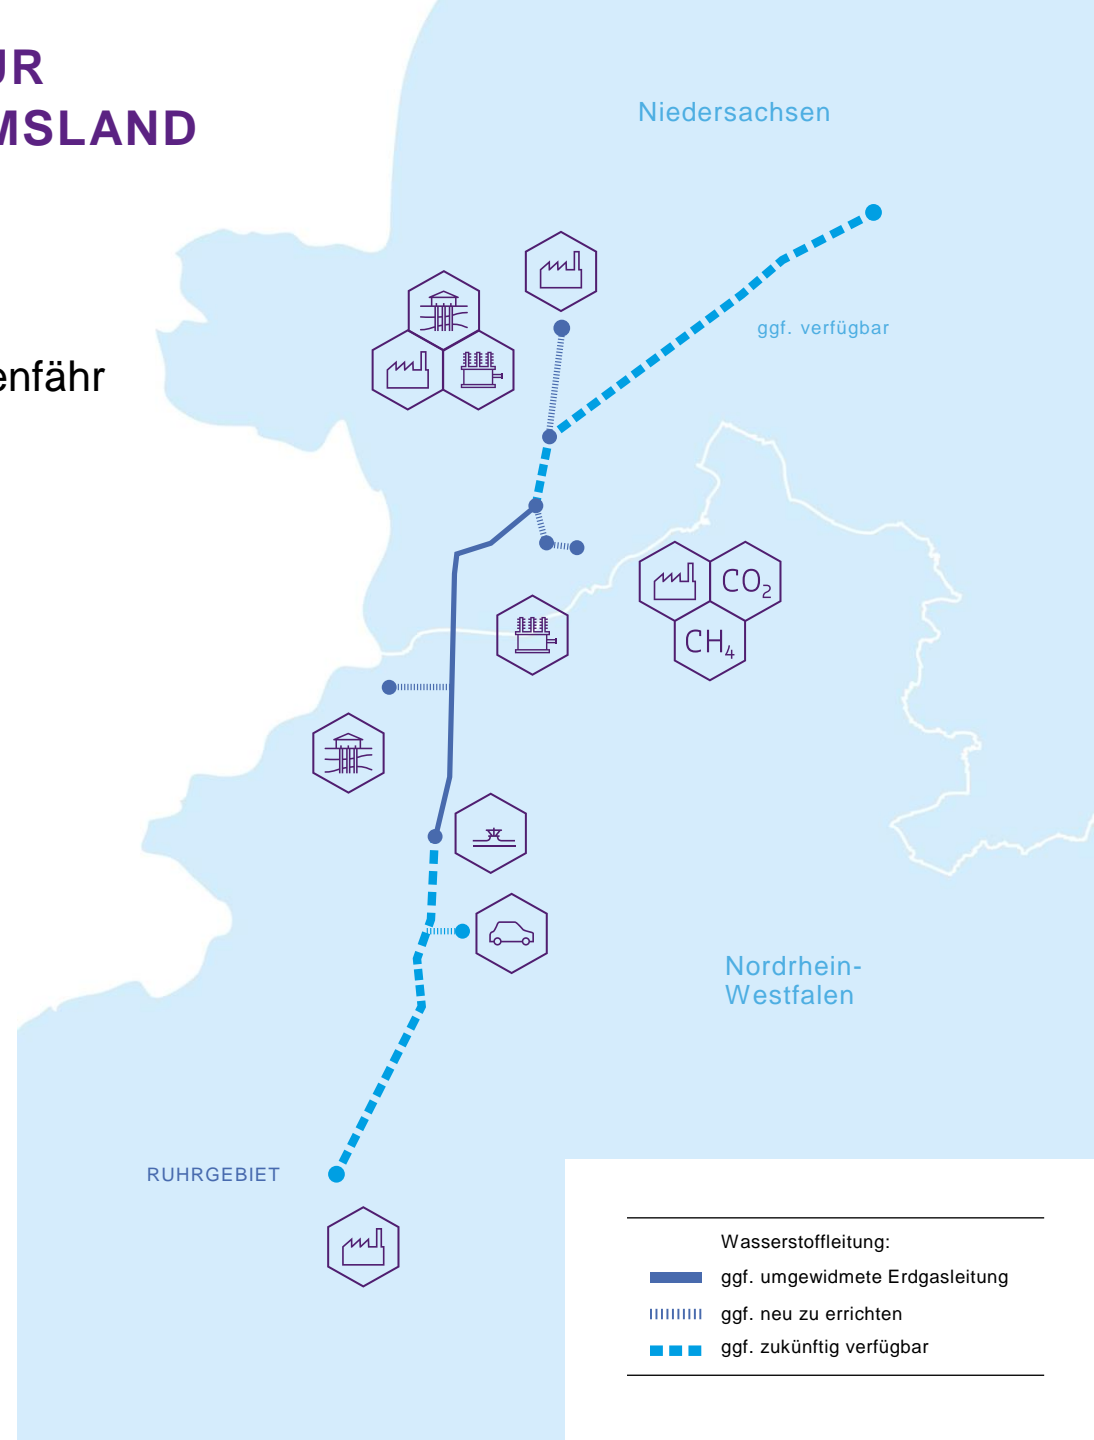 UR
MSLAND
enfähr
Niedersachsen
ggf. verfügbar
CO2
CH4
Nordrhein-
Westfalen
RUHRGEBIET
Wasserstoffleitung:
ggf. umgewidmete Erdgasleitung
ggf. neu zu errichten
ggf. zukünftig verfügbar